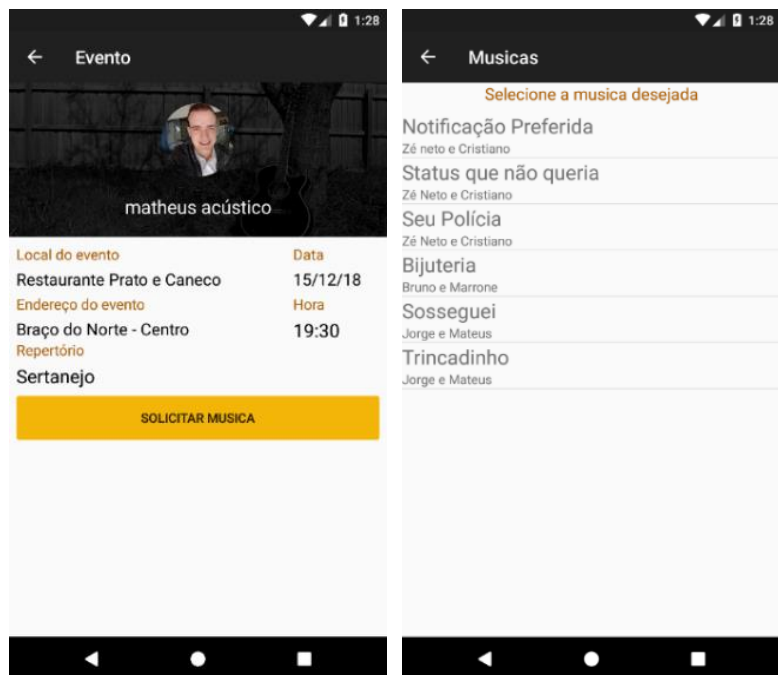 1:28
Evento
matheus acústico
Local do evento Data
Restaurante Prato e Caneco 15/12/18
Endereço do evento Hora
Braço do Norte - Centro 19:30
Repertório
Sertanejo
SOLICITAR MUSICA
1:28
Musicas
Selecione a musica desejada
Notificação Preferida
Zé neto e Cristiano
Status que não queria
Zé Neto e Cristiano
Seu Polícia
Zé Neto e Cristiano
Bijuteria
Bruno e Marrone
Sosseguei
Jorge e Mateus
Trincadinho
Jorge e Mateus